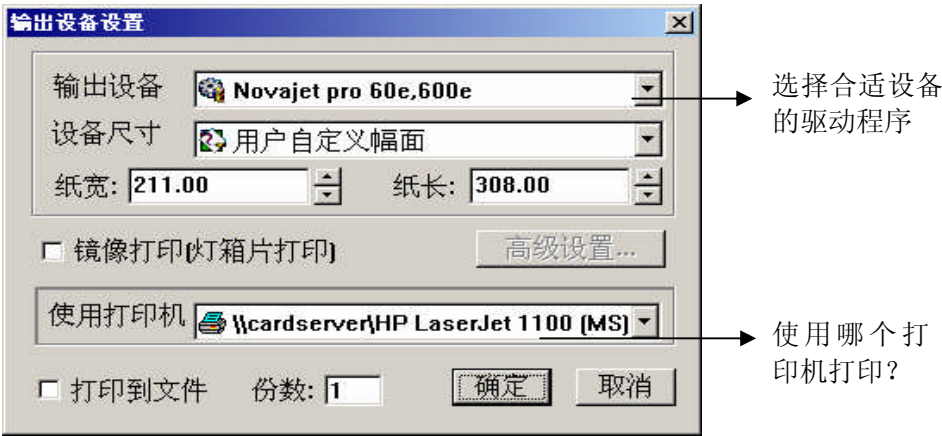 输出设备设置
输出设备 Novajet pro 60e,600e
选择合适设备
的驱动程序
设备尺寸 用户自定义幅面
纸宽: 211.00 纸长: 308.00
镜像打印(灯箱片打印) 高级设置...
使用打印机 \\cardserver\HP LaserJet 1100 (MS)
使用哪个打
印机打印?
打印到文件 份数: 1 确定 取消